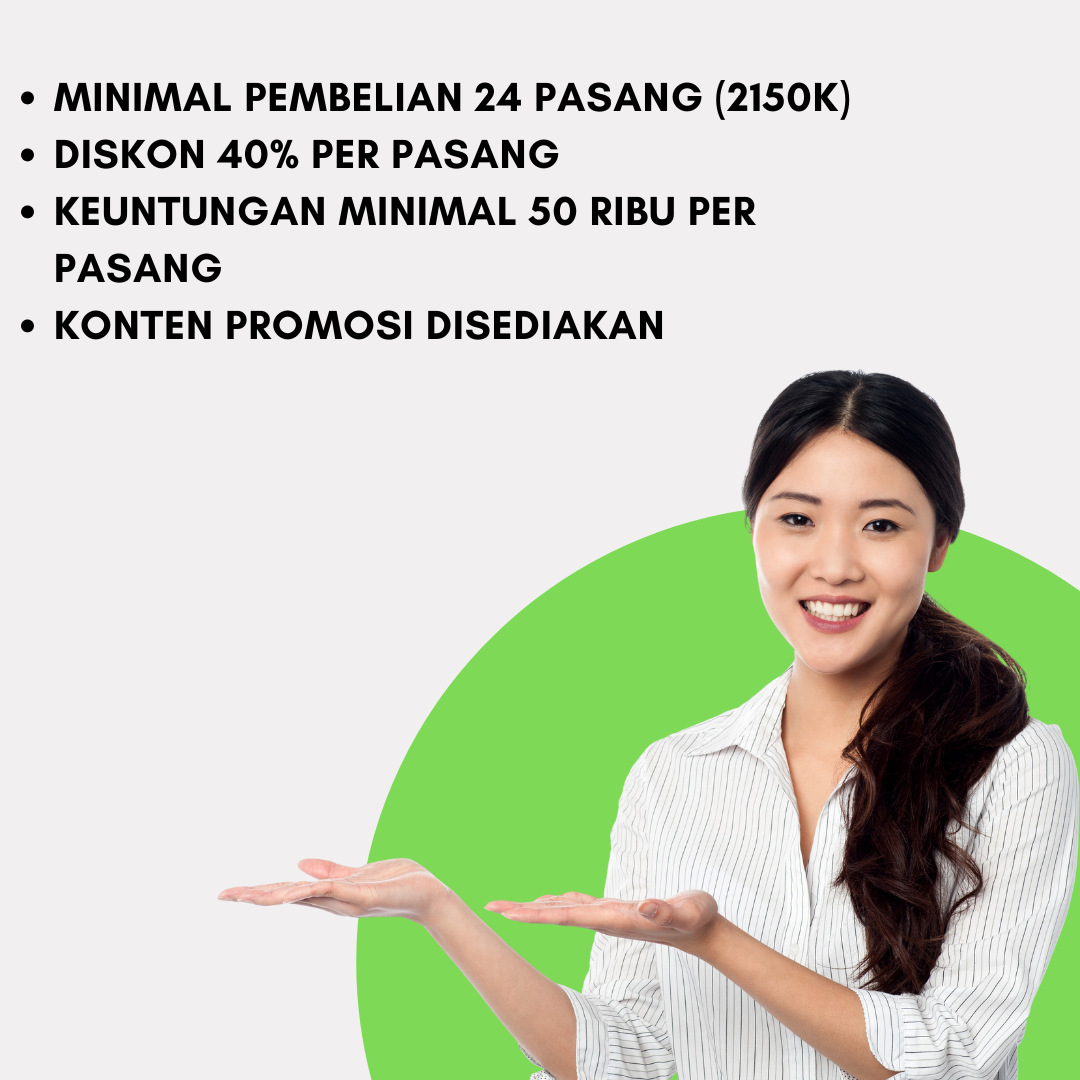 • MINIMAL PEMBELIAN 24 PASANG (2150K)
• DISKON 40% PER PASANG
• KEUNTUNGAN MINIMAL 50 RIBU PER
PASANG
• KONTEN PROMOSI DISEDIAKAN